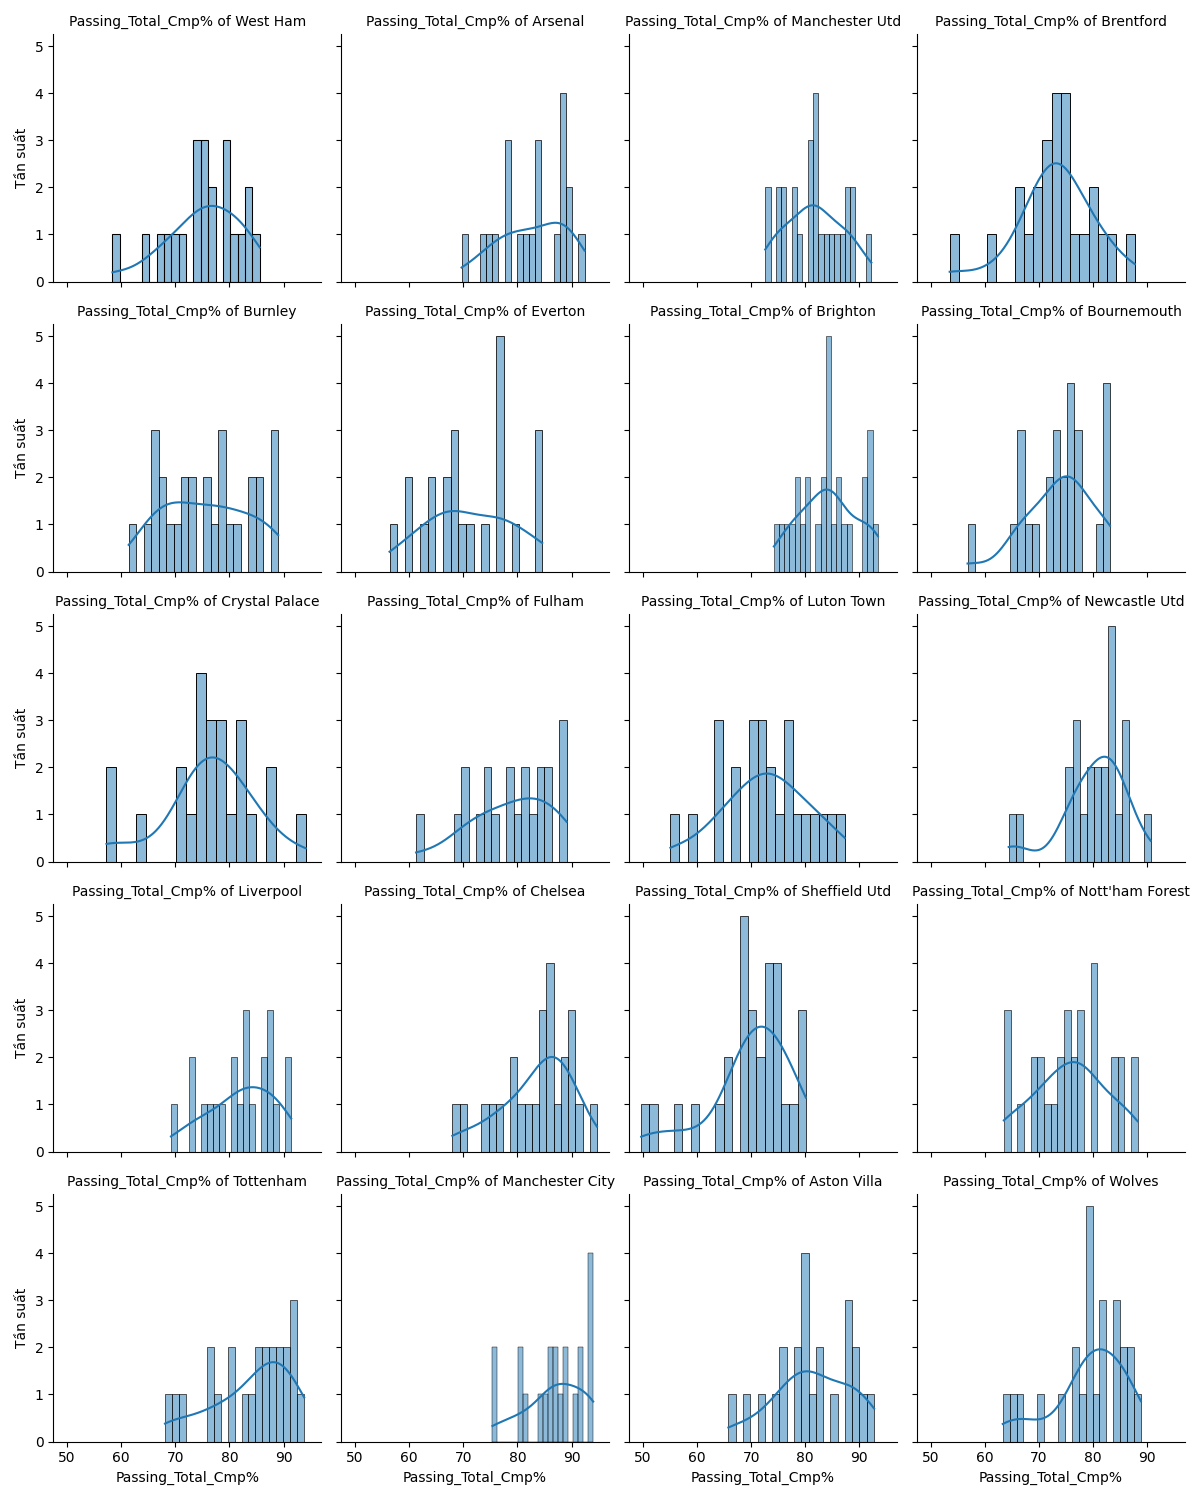 Passing_Total_Cmp% of West Ham Passing_Total_Cmp% of Arsenal Passing_Total_Cmp% of Manchester Utd Passing_Total_Cmp% of Brentford
5
4
3
2
1
0
Tần suất
Passing_Total_Cmp% of Burnley Passing_Total_Cmp% of Everton Passing_Total_Cmp% of Brighton Passing_Total_Cmp% of Bournemouth
5
4
3
2
1
0
Tần suất
Passing_Total_Cmp% of Crystal Palace Passing_Total_Cmp% of Fulham Passing_Total_Cmp% of Luton Town Passing_Total_Cmp% of Newcastle Utd
5
4
3
2
1
0
Tần suất
Passing_Total_Cmp% of Liverpool Passing_Total_Cmp% of Chelsea Passing_Total_Cmp% of Sheffield Utd Passing_Total_Cmp% of Nott'ham Forest
5
4
3
2
1
0
Tần suất
Passing_Total_Cmp% of Tottenham Passing_Total_Cmp% of Manchester City Passing_Total_Cmp% of Aston Villa Passing_Total_Cmp% of Wolves
5
4
3
2
1
0
Tần suất
50 60 70 80 90 50 60 70 80 90 50 60 70 80 90 50 60 70 80 90
Passing_Total_Cmp% Passing_Total_Cmp% Passing_Total_Cmp% Passing_Total_Cmp%